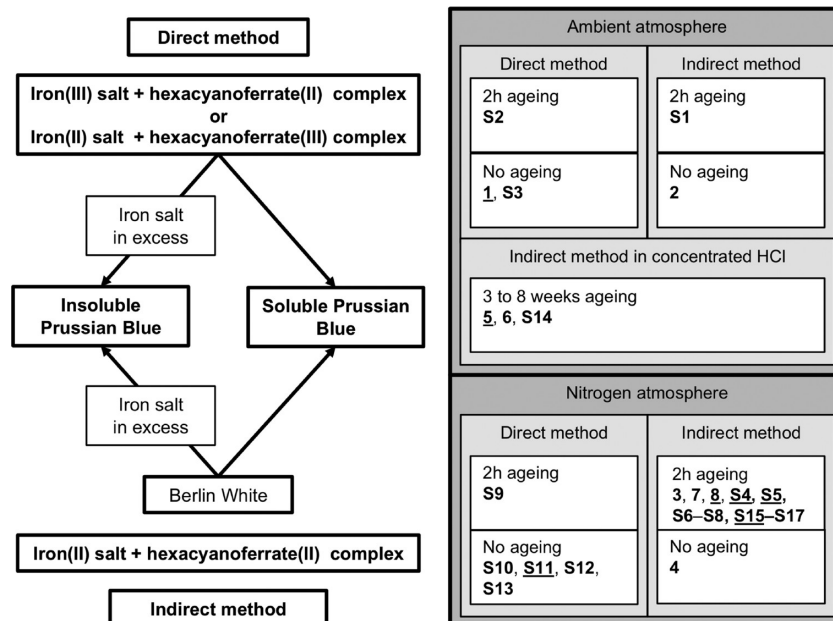 Direct method
Iron(III) salt + hexacyanoferrate(II) complex
or
Iron(II) salt + hexacyanoferrate(III) complex
Iron salt
in excess
Insoluble
Prussian Blue
Soluble Prussian
Blue
Iron salt
in excess
Berlin White
Iron(II) salt + hexacyanoferrate(II) complex
Indirect method
Ambient atmosphere
Direct method
2h ageing
S2
No ageing
1, S3
Indirect method
2h ageing
S1
No ageing
2
Indirect method in concentrated HCl
3 to 8 weeks ageing
5, 6, S14
Nitrogen atmosphere
Direct method
2h ageing
S9
No ageing
S10, S11, S12,
S13
Indirect method
2h ageing
3, 7, 8, S4, S5,
S6–S8, S15–S17
No ageing
4